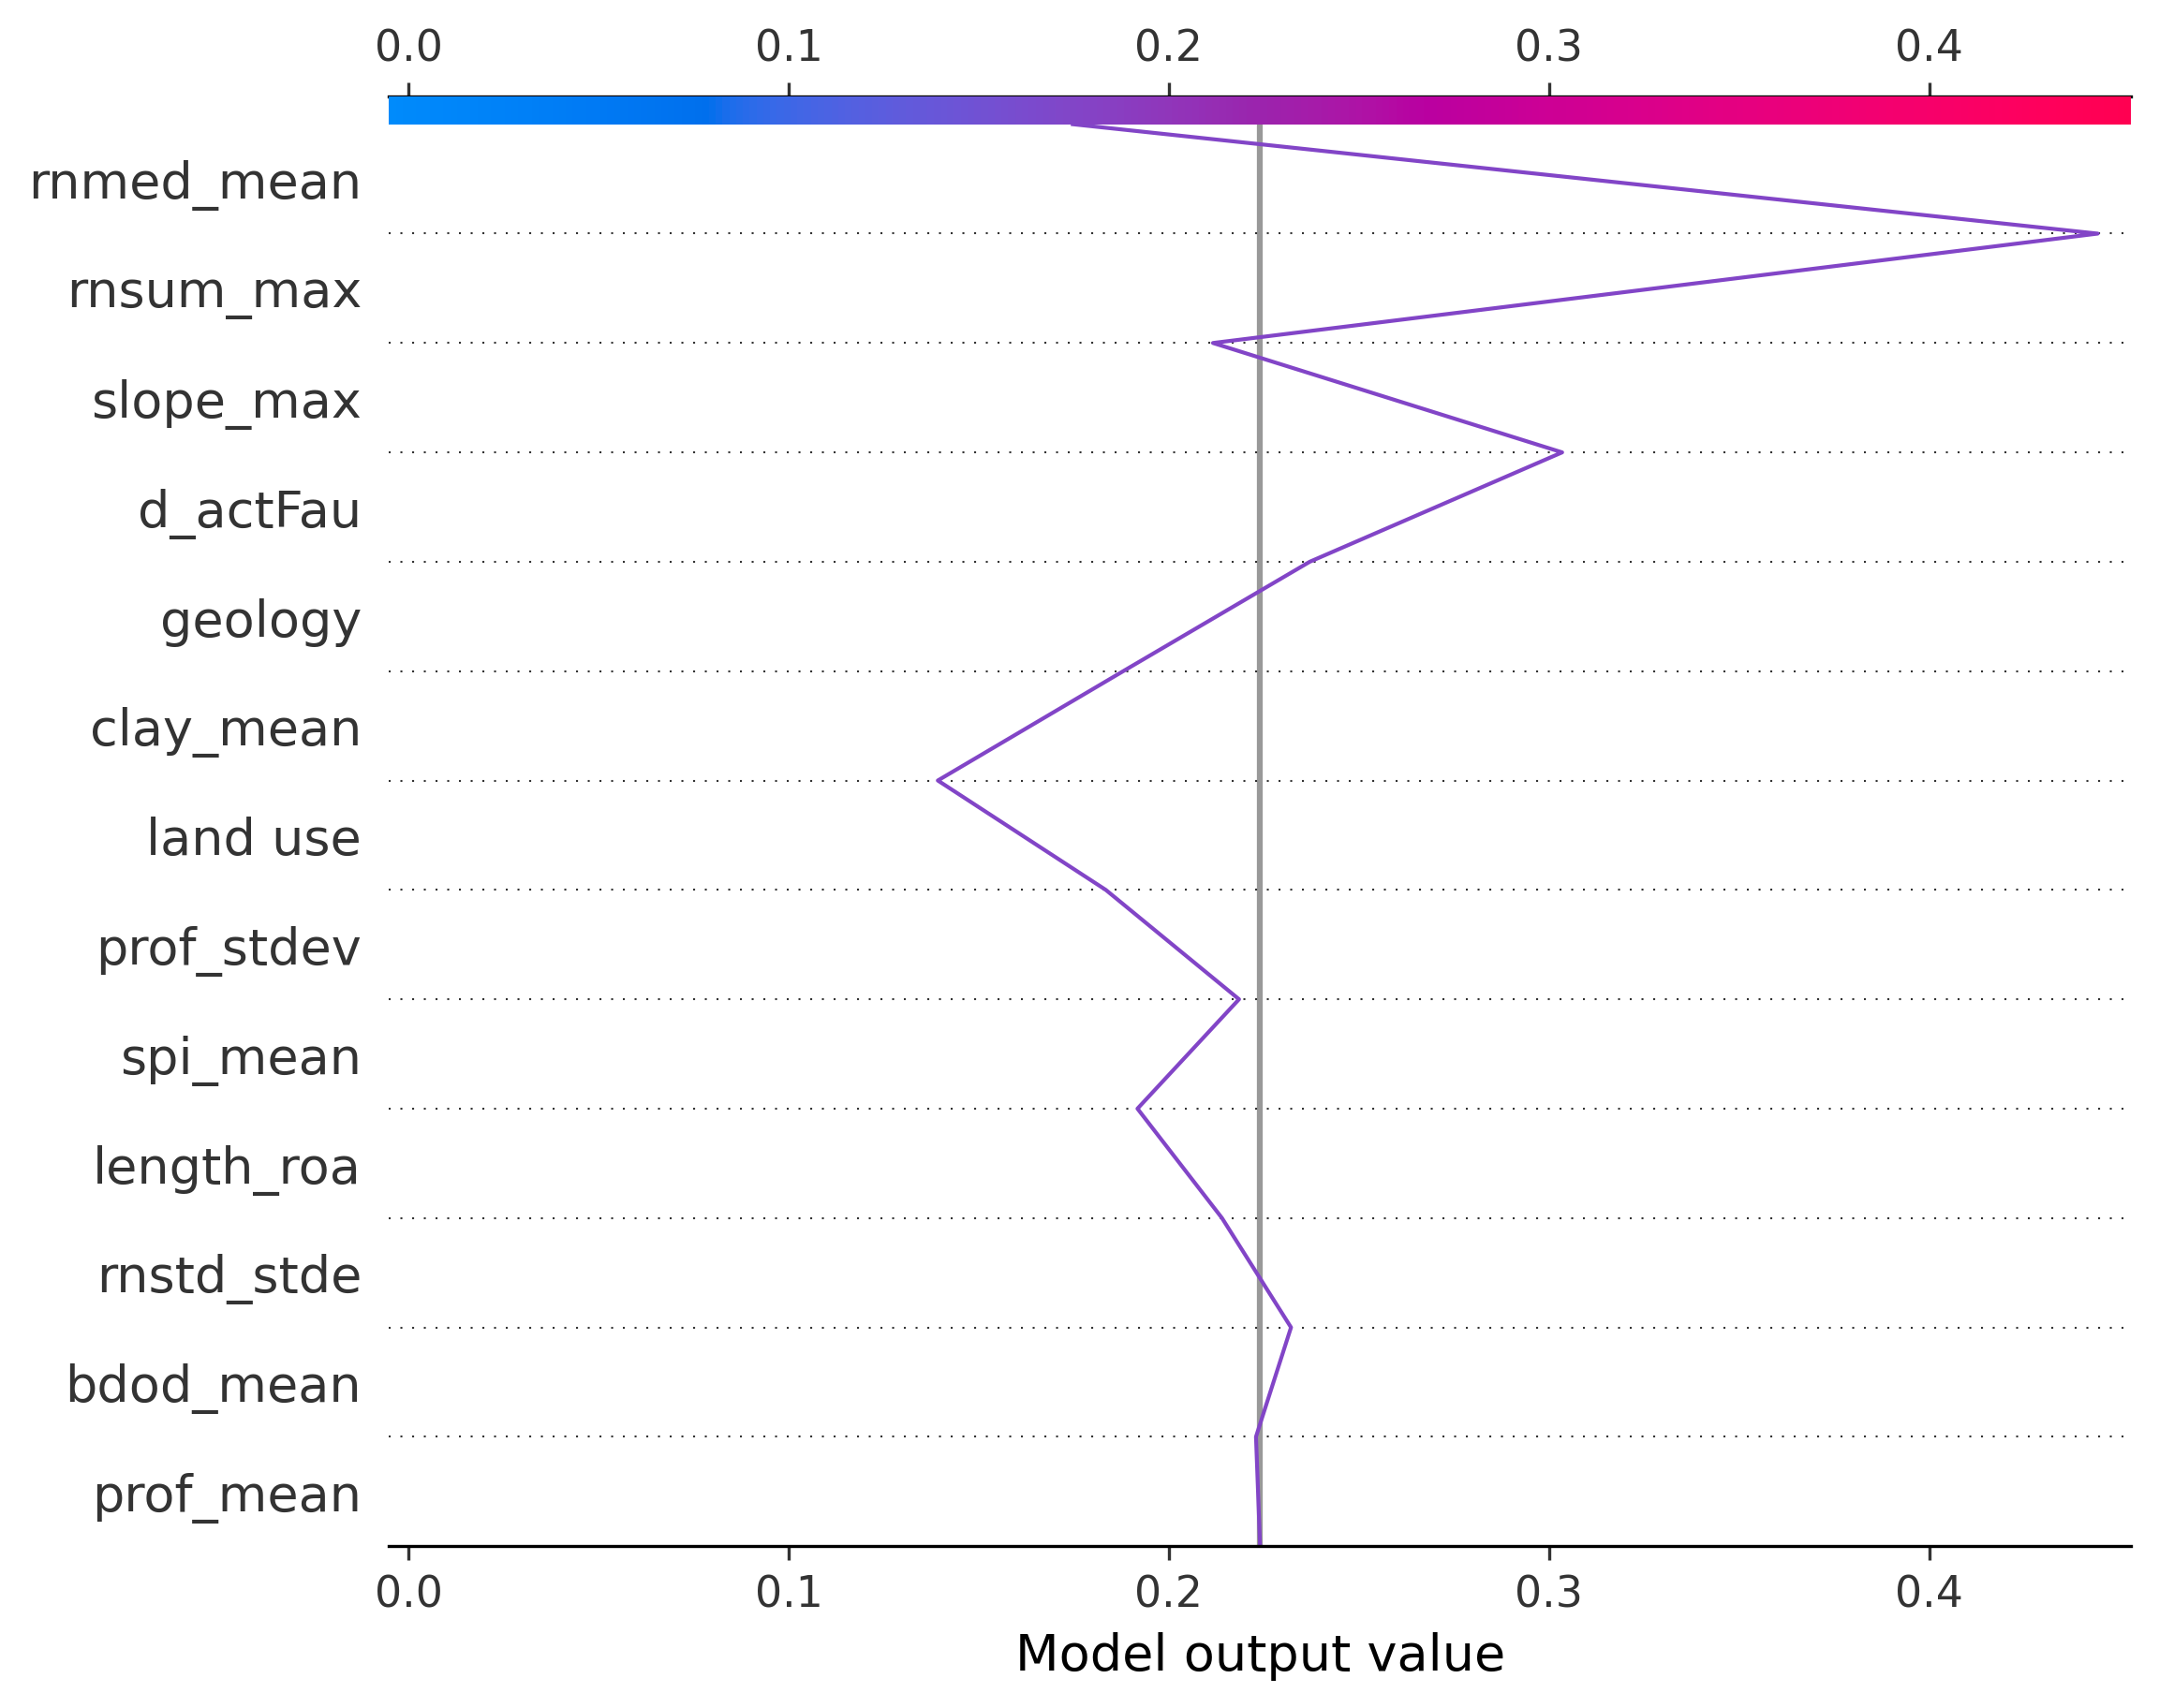 0.0 0.1 0.2 0.3 0.4
rnmed_mean
rnsum_max
slope_max
d_actFau
geology
clay_mean
land use
prof_stdev
spi_mean
length_roa
rnstd_stde
bdod_mean
prof_mean
0.0 0.1 0.2 0.3 0.4
Model output value